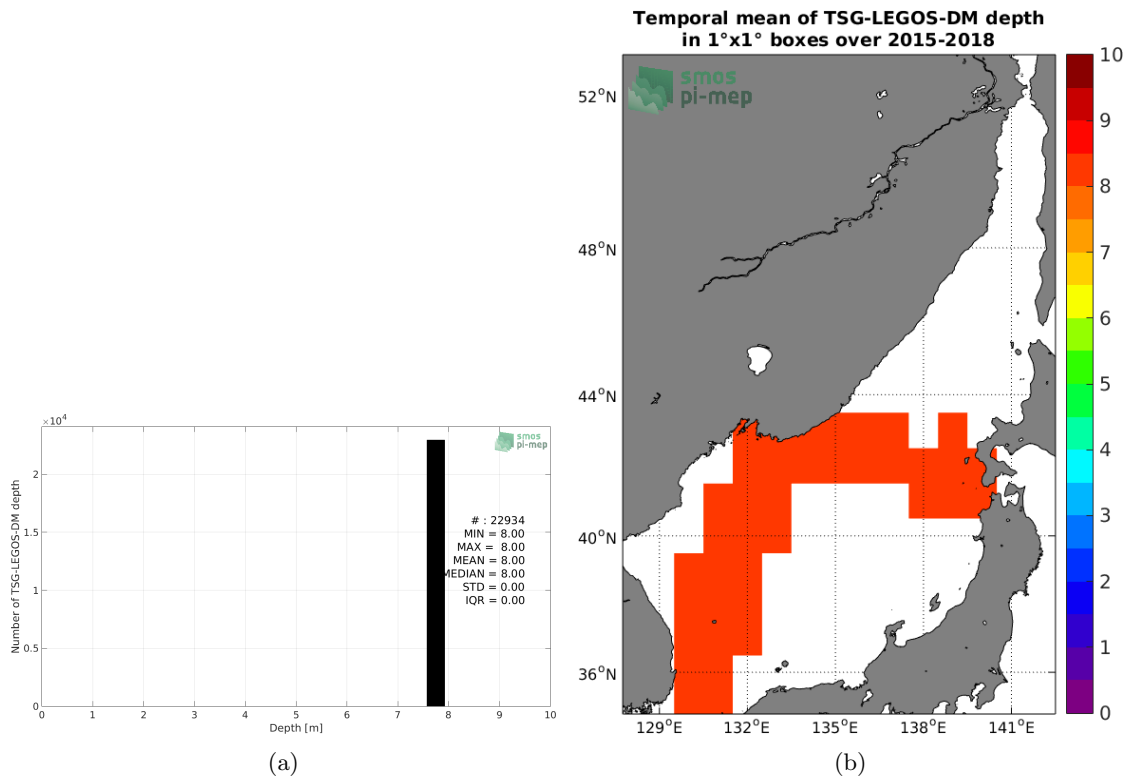 Temporal mean of TSG-LEGOS-DM depth
in 1°x1° boxes over 2015-2018
smos
pi-mep
52°N
48°N
44°N
40°N
36°N
129°E
132°E
135°E
138°E
141°E
10
9
8
7
6
5
4
3
2
1
0
×10⁴
smos
pi-mep
2
1.5
1
0.5
0
Number of TSG-LEGOS-DM depth
# : 22934
MIN = 8.00
MAX = 8.00
MEAN = 8.00
MEDIAN = 8.00
STD = 0.00
IQR = 0.00
0 1 2 3 4 5 6 7 8 9 10
Depth [m]
(a)
(b)